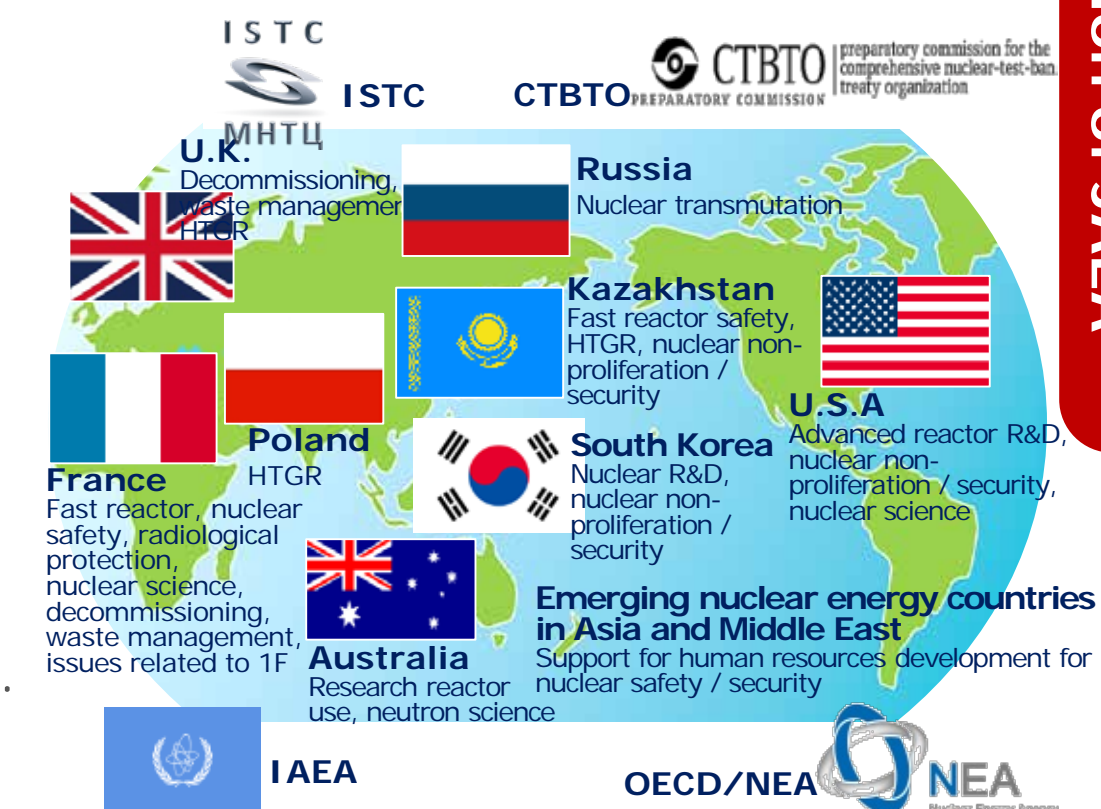 ISTC
МНТЦ
ISTC
CTBTO
CTBTO
PREPARATORY COMMISSION
preparatory commission for the
comprehensive nuclear-test-ban
treaty organization
U.K.
Decommissioning,
waste managemen
HTGR
Russia
Nuclear transmutation
Kazakhstan
Fast reactor safety,
HTGR, nuclear non-
proliferation /
security
U.S.A
Advanced reactor R&D,
nuclear non-
proliferation / security,
nuclear science
Poland
HTGR
South Korea
Nuclear R&D,
nuclear non-
proliferation /
security
France
Fast reactor, nuclear
safety, radiological
protection,
nuclear science,
decommissioning,
waste management,
issues related to 1F
Australia
Research reactor
use, neutron science
Emerging nuclear energy countries
in Asia and Middle East
Support for human resources development for
nuclear safety / security
IAEA
OECD/NEA
NEA
Nuclear Energy Agency